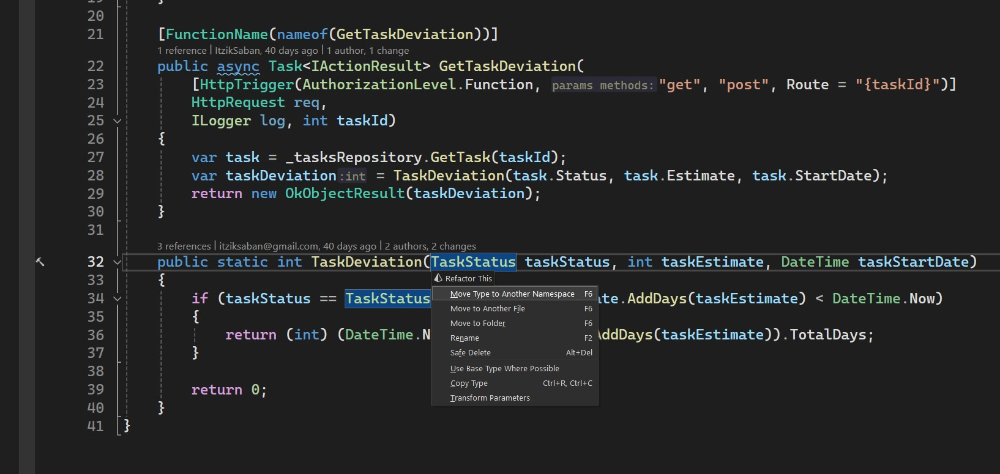 20
21 [FunctionName(nameof(GetTaskDeviation))]
1 reference | ItzikSaban, 40 days ago | 1 author, 1 change
22 public async Task<IActionResult> GetTaskDeviation(
23 [HttpTrigger(AuthorizationLevel.Function, params methods: "get", "post", Route = "{taskId}")]
24 HttpRequest req,
25 ILogger log, int taskId)
26 {
27 var task = _tasksRepository.GetTask(taskId);
28 var taskDeviation:int = TaskDeviation(task.Status, task.Estimate, task.StartDate);
29 return new OkObjectResult(taskDeviation);
30 }
31
3 references | itziksaban@gmail.com, 40 days ago | 2 authors, 2 changes
32 public static int TaskDeviation(TaskStatus taskStatus, int taskEstimate, DateTime taskStartDate)
33 {
Refactor This
34 if (taskStatus == TaskStatus te.AddDays(taskEstimate) < DateTime.Now)
Move Type to Another Namespace F6
Move to Another File F6
35 {
Move to Folder F6
36 return (int) (DateTime.N AddDays(taskEstimate)).TotalDays;
Rename F2
37 }
Safe Delete Alt+Del
38
Use Base Type Where Possible
Copy Type Ctrl+R, Ctrl+C
39 return 0;
Transform Parameters
40 }
41 }